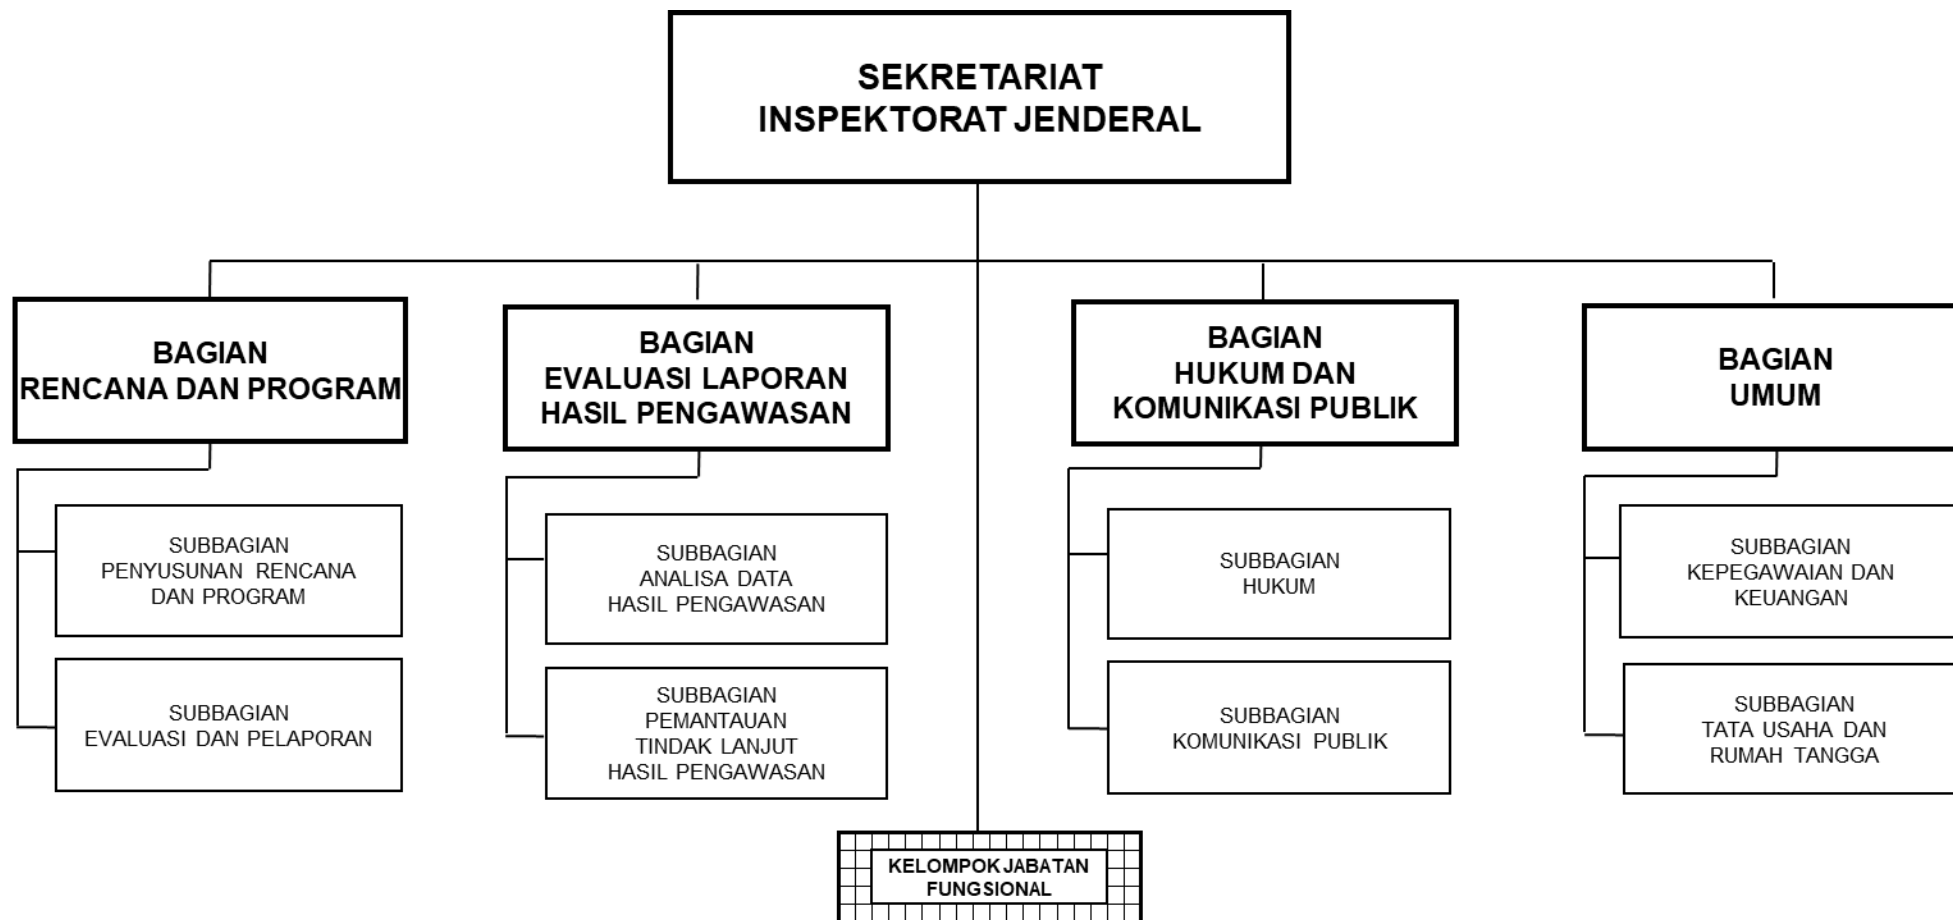 SEKRETARIAT
INSPEKTORAT JENDERAL
BAGIAN
RENCANA DAN PROGRAM
SUBBAGIAN
PENYUSUNAN RENCANA
DAN PROGRAM
SUBBAGIAN
EVALUASI DAN PELAPORAN
BAGIAN
EVALUASI LAPORAN
HASIL PENGAWASAN
SUBBAGIAN
ANALISA DATA
HASIL PENGAWASAN
SUBBAGIAN
PEMANTAUAN
TINDAK LANJUT
HASIL PENGAWASAN
BAGIAN
HUKUM DAN
KOMUNIKASI PUBLIK
SUBBAGIAN
HUKUM
SUBBAGIAN
KOMUNIKASI PUBLIK
BAGIAN
UMUM
SUBBAGIAN
KEPEGAWAIAN DAN
KEUANGAN
SUBBAGIAN
TATA USAHA DAN
RUMAH TANGGA
KELOMPOK JABATAN
FUNGSIONAL